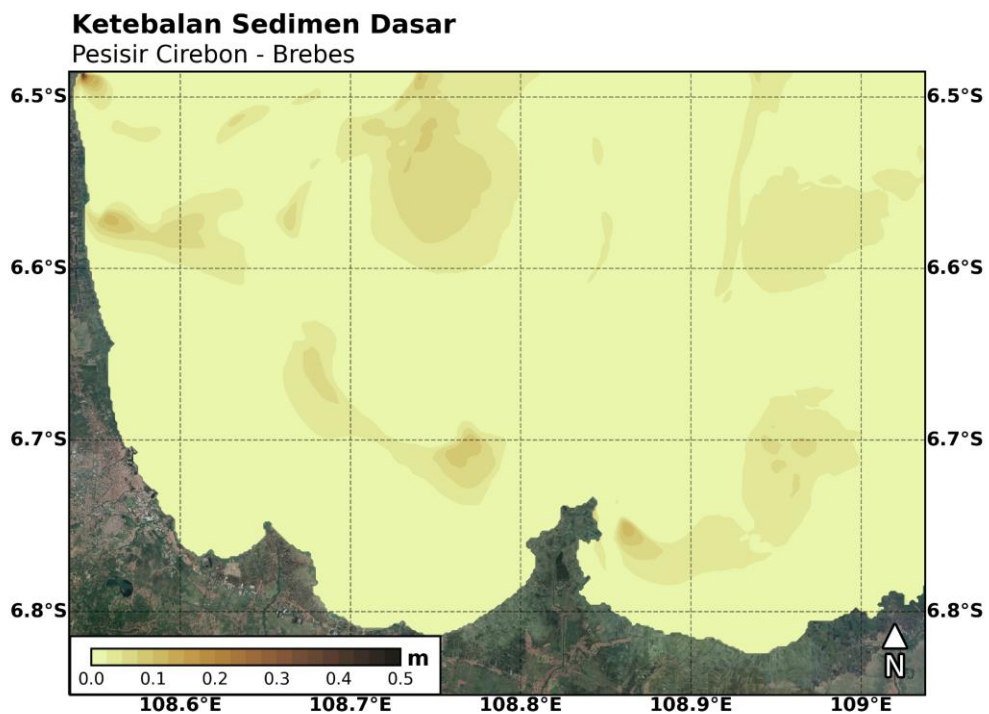 Ketebalan Sedimen Dasar
Pesisir Cirebon - Brebes
6.5°S 6.5°S
6.6°S 6.6°S
6.7°S 6.7°S
6.8°S 6.8°S
m
0.0 0.1 0.2 0.3 0.4 0.5
N
108.6°E 108.7°E 108.8°E 108.9°E 109°E